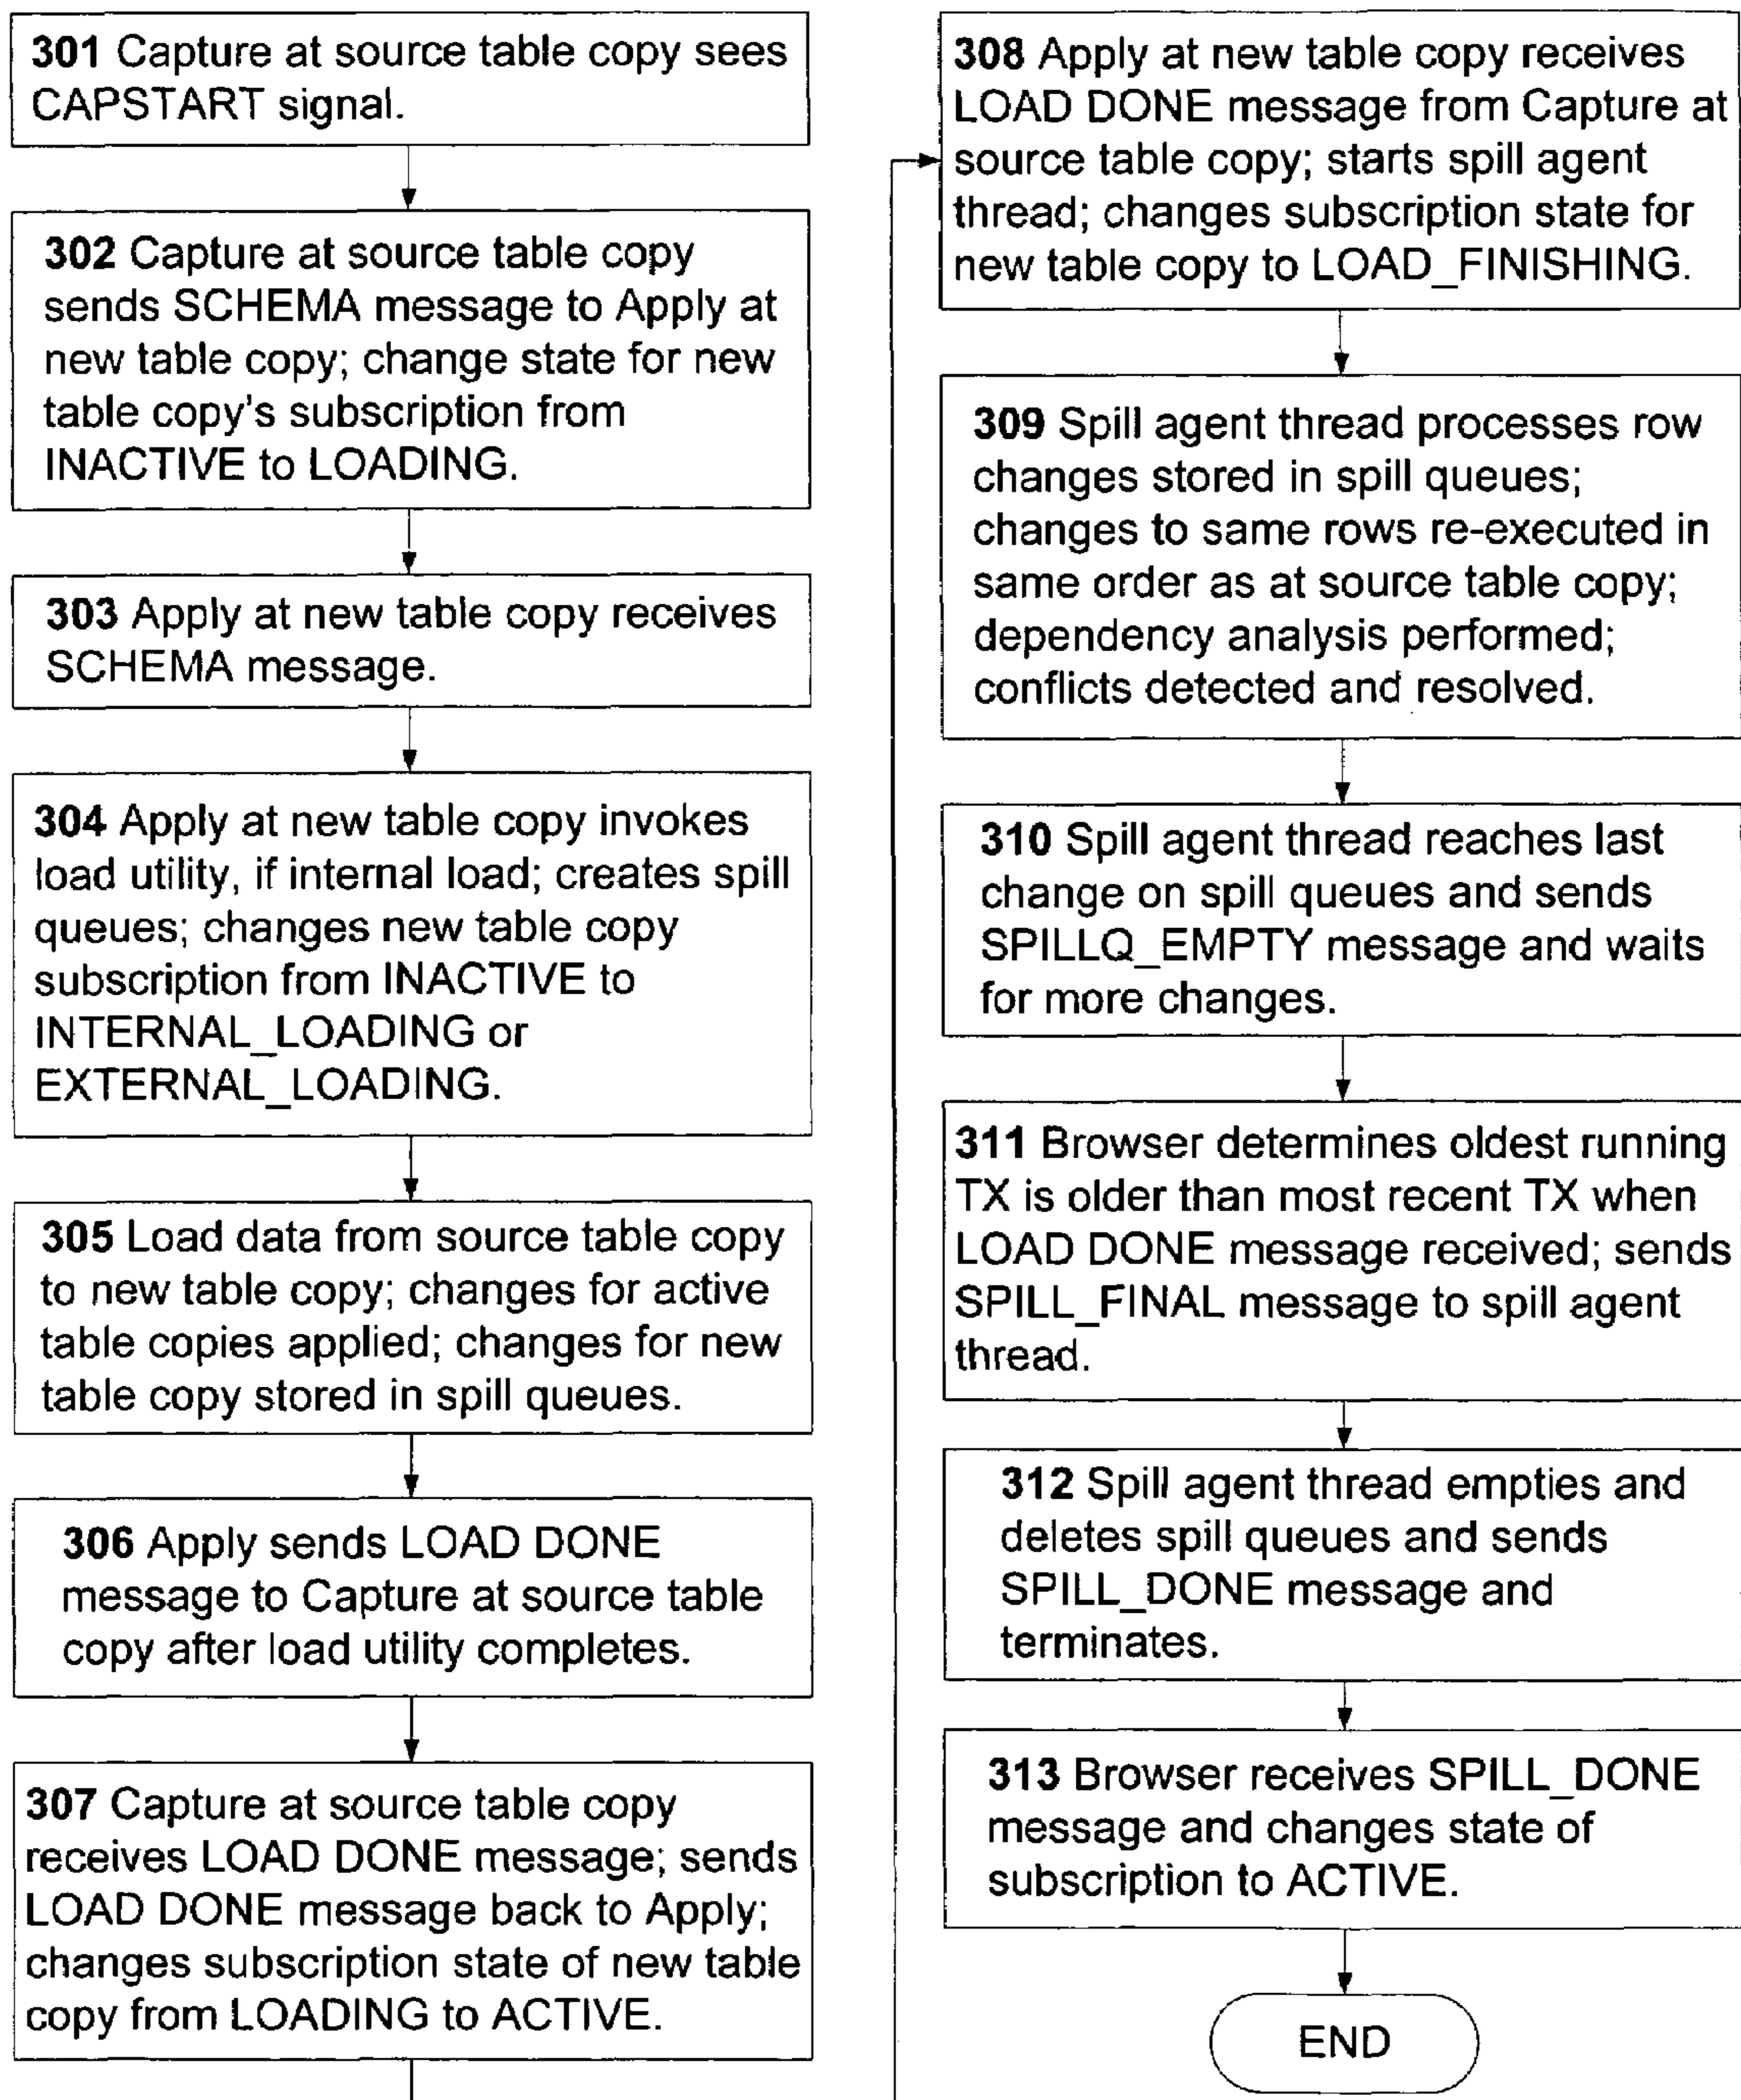 301 Capture at source table copy sees
CAPSTART signal.
302 Capture at source table copy
sends SCHEMA message to Apply at
new table copy; change state for new
table copy's subscription from
INACTIVE to LOADING.
303 Apply at new table copy receives
SCHEMA message.
304 Apply at new table copy invokes
load utility, if internal load; creates spill
queues; changes new table copy
subscription from INACTIVE to
INTERNAL_LOADING or
EXTERNAL_LOADING.
305 Load data from source table copy
to new table copy; changes for active
table copies applied; changes for new
table copy stored in spill queues.
306 Apply sends LOAD DONE
message to Capture at source table
copy after load utility completes.
307 Capture at source table copy
receives LOAD DONE message; sends
LOAD DONE message back to Apply;
changes subscription state of new table
copy from LOADING to ACTIVE.
308 Apply at new table copy receives
LOAD DONE message from Capture at
source table copy; starts spill agent
thread; changes subscription state for
new table copy to LOAD_FINISHING.
309 Spill agent thread processes row
changes stored in spill queues;
changes to same rows re-executed in
same order as at source table copy;
dependency analysis performed;
conflicts detected and resolved.
310 Spill agent thread reaches last
change on spill queues and sends
SPILLQ_EMPTY message and waits
for more changes.
311 Browser determines oldest running
TX is older than most recent TX when
LOAD DONE message received; sends
SPILL_FINAL message to spill agent
thread.
312 Spill agent thread empties and
deletes spill queues and sends
SPILL_DONE message and
terminates.
313 Browser receives SPILL_DONE
message and changes state of
subscription to ACTIVE.
END